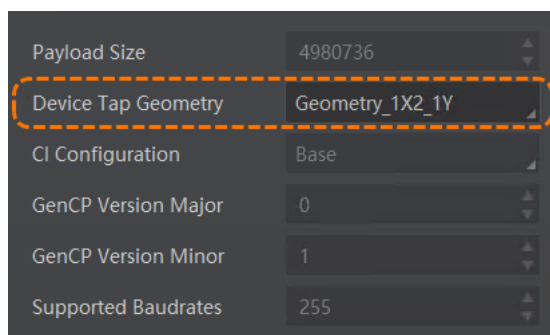 Payload Size 4980736
Device Tap Geometry Geometry_1X2_1Y
Cl Configuration Base
GenCP Version Major 0
GenCP Version Minor 1
Supported Baudrates 255